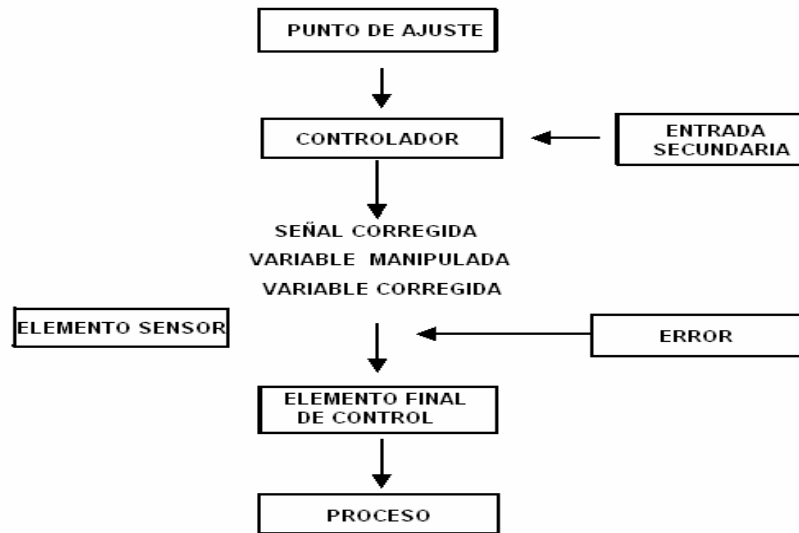 PUNTO DE AJUSTE
CONTROLADOR
ENTRADA
SECUNDARIA
SEÑAL CORREGIDA
VARIABLE MANIPULADA
VARIABLE CORREGIDA
ELEMENTO SENSOR
ERROR
ELEMENTO FINAL
DE CONTROL
PROCESO